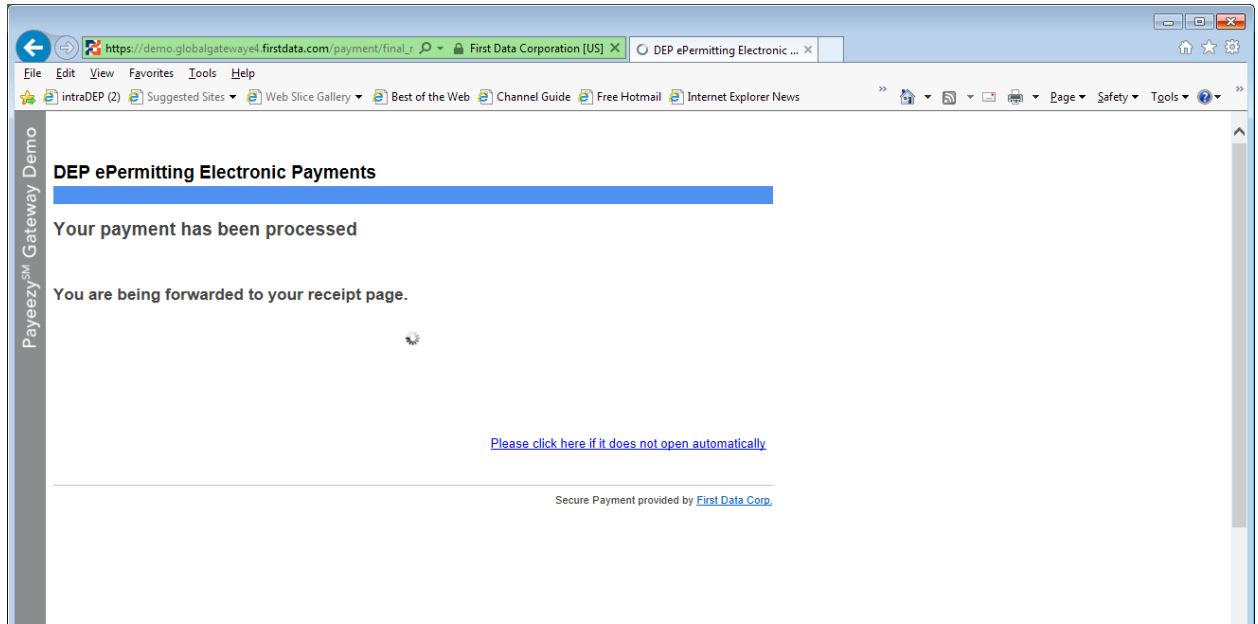 https://demo.globalgatewaye4.firstdata.com/payment/final_r
First Data Corporation [US]
DEP ePermitting Electronic ...
File Edit View Favorites Tools Help
intraDEP (2) Suggested Sites Web Slice Gallery Best of the Web Channel Guide Free Hotmail Internet Explorer News
Page Safety Tools
Payeezy℠ Gateway Demo
DEP ePermitting Electronic Payments
Your payment has been processed
You are being forwarded to your receipt page.
Please click here if it does not open automatically
Secure Payment provided by First Data Corp.